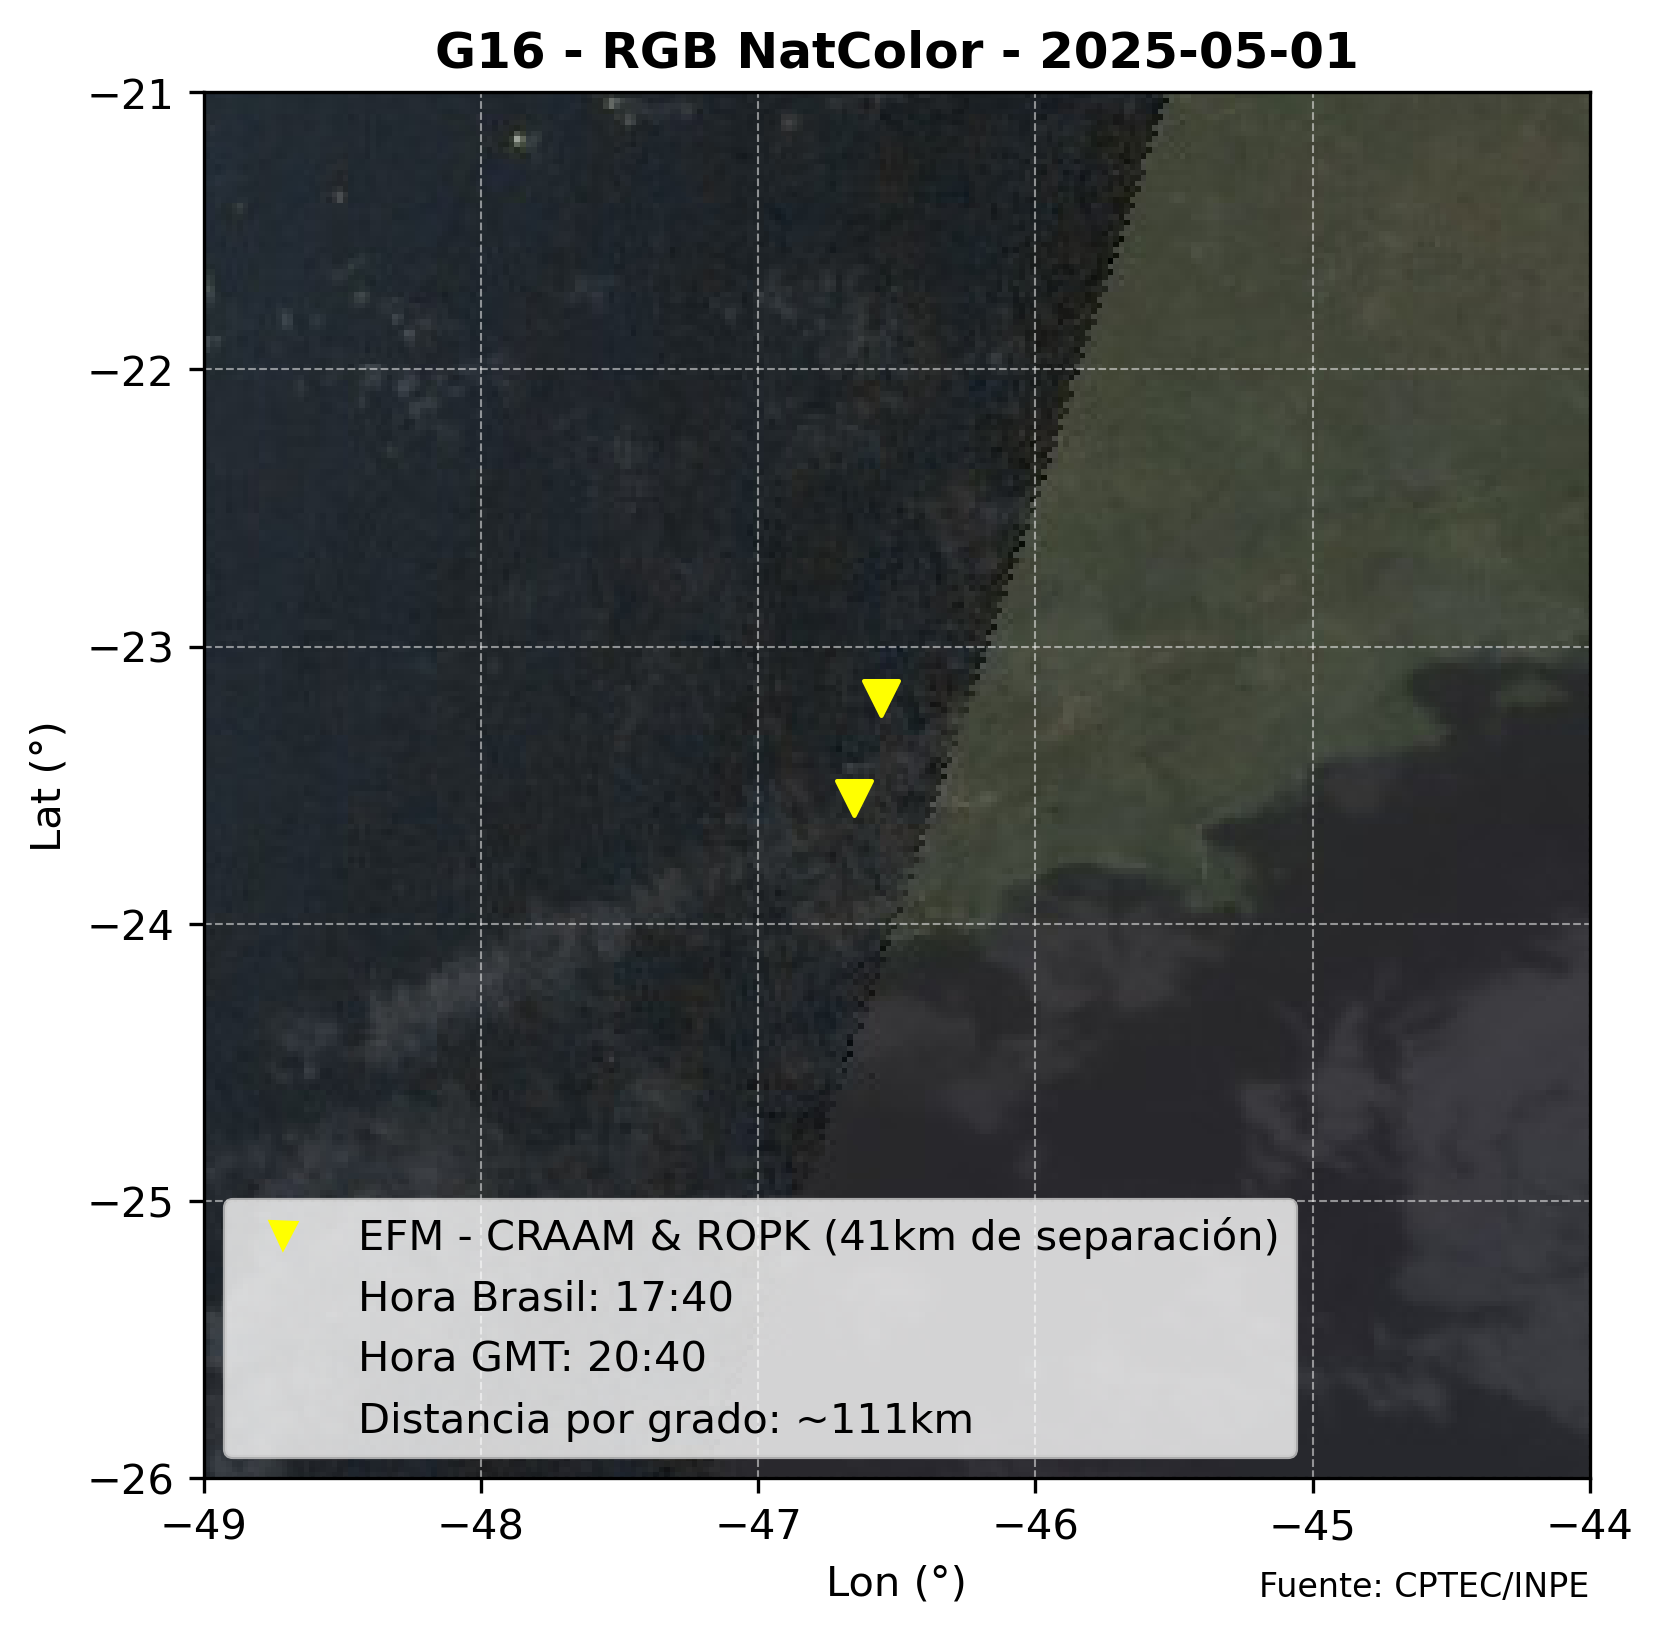 G16 - RGB NatColor - 2025-05-01
−21
−22
−23
−24
−25
−26
Lat (°)
EFM - CRAAM & ROPK (41km de separación)
Hora Brasil: 17:40
Hora GMT: 20:40
Distancia por grado: ~111km
−49 −48 −47 −46 −45 −44
Lon (°)
Fuente: CPTEC/INPE